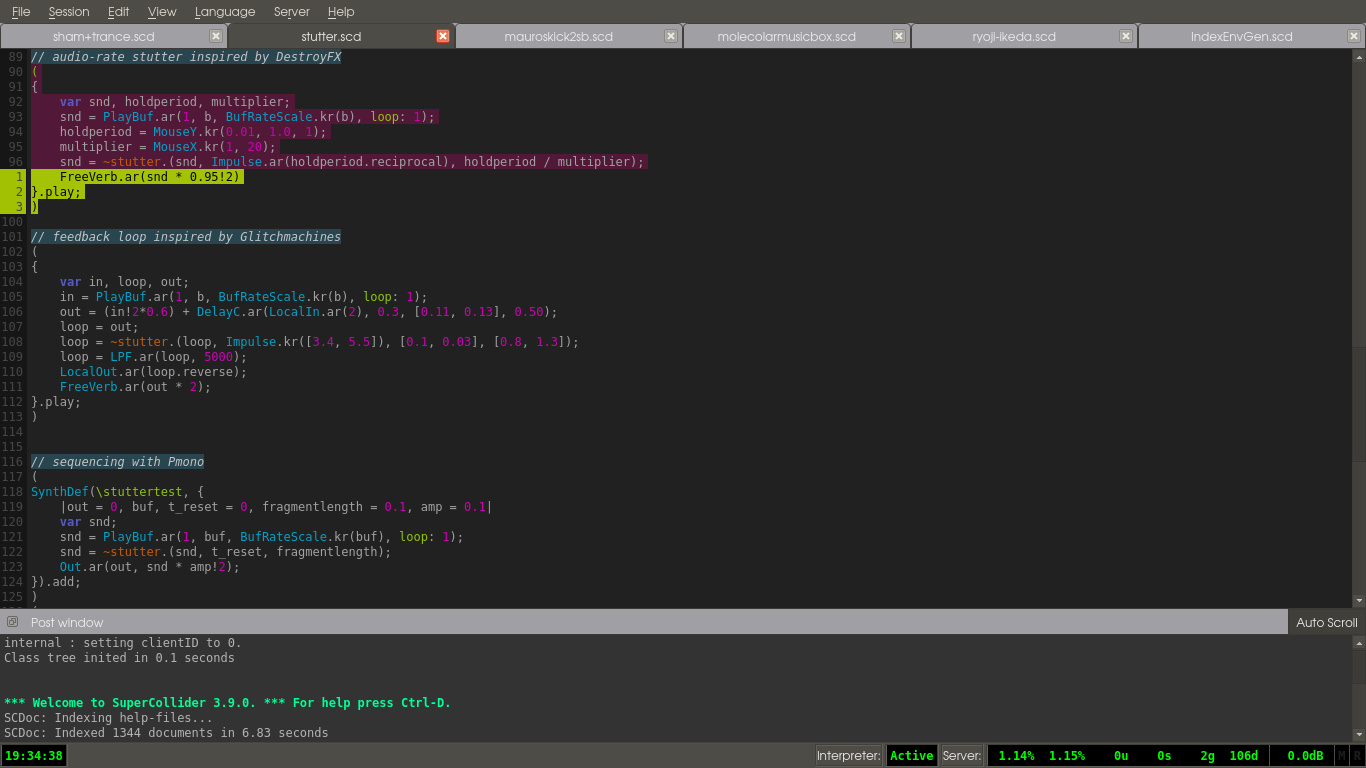 File Session Edit View Language Server Help
sham+trance.scd stutter.scd mauroskick2sb.scd molecolarmusicbox.scd ryoji-ikeda.scd IndexEnvGen.scd
89 // audio-rate stutter inspired by DestroyFX
90 (
91 {
92     var snd, holdperiod, multiplier;
93     snd = PlayBuf.ar(1, b, BufRateScale.kr(b), loop: 1);
94     holdperiod = MouseY.kr(0.01, 1.0, 1);
95     multiplier = MouseX.kr(1, 20);
96     snd = ~stutter.(snd, Impulse.ar(holdperiod.reciprocal), holdperiod / multiplier);
1     FreeVerb.ar(snd * 0.95!2)
2 }.play;
3 )
100
101 // feedback loop inspired by Glitchmachines
102 (
103 {
104     var in, loop, out;
105     in = PlayBuf.ar(1, b, BufRateScale.kr(b), loop: 1);
106     out = (in!2*0.6) + DelayC.ar(LocalIn.ar(2), 0.3, [0.11, 0.13], 0.50);
107     loop = out;
108     loop = ~stutter.(loop, Impulse.kr([3.4, 5.5]), [0.1, 0.03], [0.8, 1.3]);
109     loop = LPF.ar(loop, 5000);
110     LocalOut.ar(loop.reverse);
111     FreeVerb.ar(out * 2);
112 }.play;
113 )
114
115
116 // sequencing with Pmono
117 (
118 SynthDef(\stuttertest, {
119     |out = 0, buf, t_reset = 0, fragmentlength = 0.1, amp = 0.1|
120     var snd;
121     snd = PlayBuf.ar(1, buf, BufRateScale.kr(buf), loop: 1);
122     snd = ~stutter.(snd, t_reset, fragmentlength);
123     Out.ar(out, snd * amp!2);
124 }).add;
125 )
Post window Auto Scroll
internal : setting clientID to 0.
Class tree inited in 0.1 seconds
*** Welcome to SuperCollider 3.9.0. *** For help press Ctrl-D.
SCDoc: Indexing help-files...
SCDoc: Indexed 1344 documents in 6.83 seconds
19:34:38 Interpreter: Active Server: 1.14% 1.15% 0u 0s 2g 106d 0.0dB M R